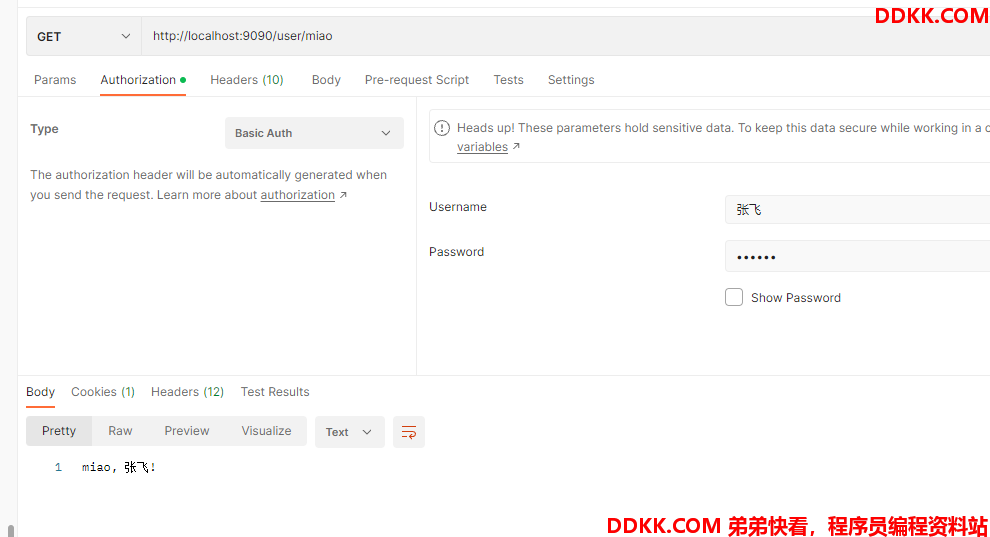 DDKK.COM
GET
http://localhost:9090/user/miao
Params Authorization Headers (10) Body Pre-request Script Tests Settings
Type
Basic Auth
The authorization header will be automatically generated when
you send the request. Learn more about authorization ↗
Heads up! These parameters hold sensitive data. To keep this data secure while working in a c
variables ↗
Username
张飞
Password
••••••
Show Password
Body Cookies (1) Headers (12) Test Results
Pretty Raw Preview Visualize Text
1 miao, 张飞!
DDKK.COM 弟弟快看，程序员编程资料站